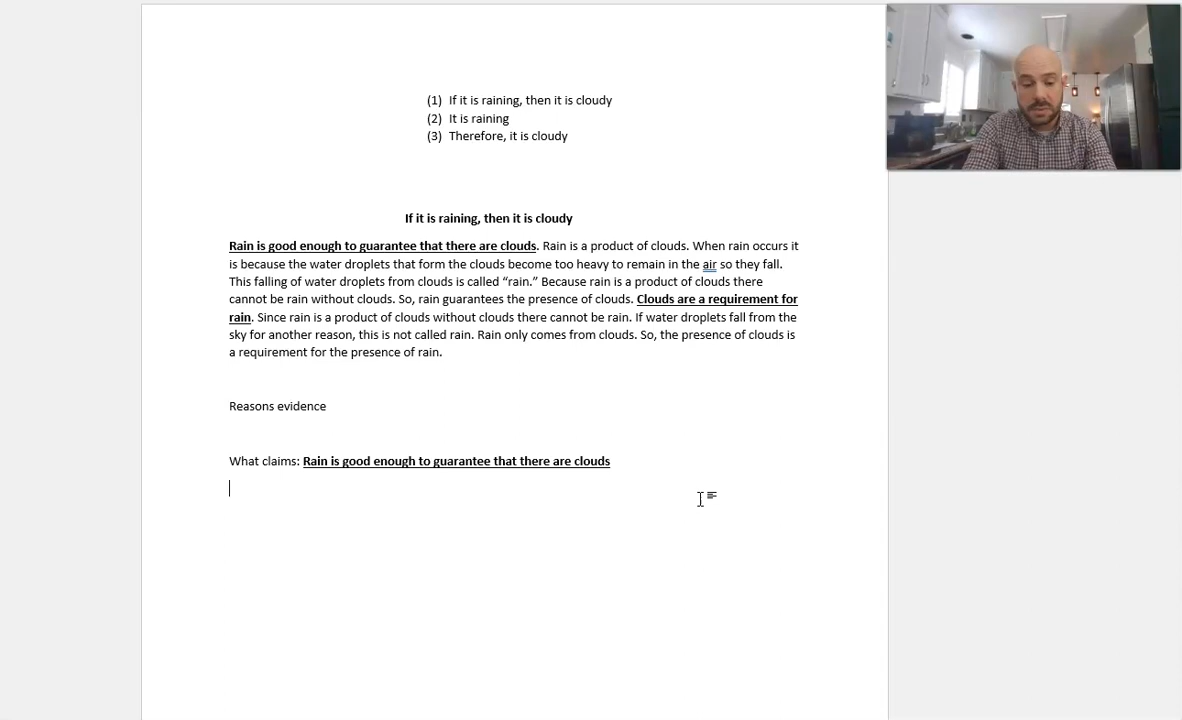 (1) If it is raining, then it is cloudy
(2) It is raining
(3) Therefore, it is cloudy
If it is raining, then it is cloudy
Rain is good enough to guarantee that there are clouds. Rain is a product of clouds. When rain occurs it
is because the water droplets that form the clouds become too heavy to remain in the air so they fall.
This falling of water droplets from clouds is called “rain.” Because rain is a product of clouds there
cannot be rain without clouds. So, rain guarantees the presence of clouds. Clouds are a requirement for
rain. Since rain is a product of clouds without clouds there cannot be rain. If water droplets fall from the
sky for another reason, this is not called rain. Rain only comes from clouds. So, the presence of clouds is
a requirement for the presence of rain.
Reasons evidence
What claims: Rain is good enough to guarantee that there are clouds